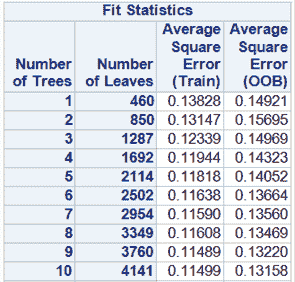 Fit Statistics
Number of Trees Number of Leaves Average Square Error (Train) Average Square Error (OOB)
1 460 0.13828 0.14921
2 850 0.13147 0.15695
3 1287 0.12339 0.14969
4 1692 0.11944 0.14323
5 2114 0.11818 0.14052
6 2502 0.11638 0.13664
7 2954 0.11590 0.13560
8 3349 0.11608 0.13469
9 3760 0.11489 0.13220
10 4141 0.11499 0.13158